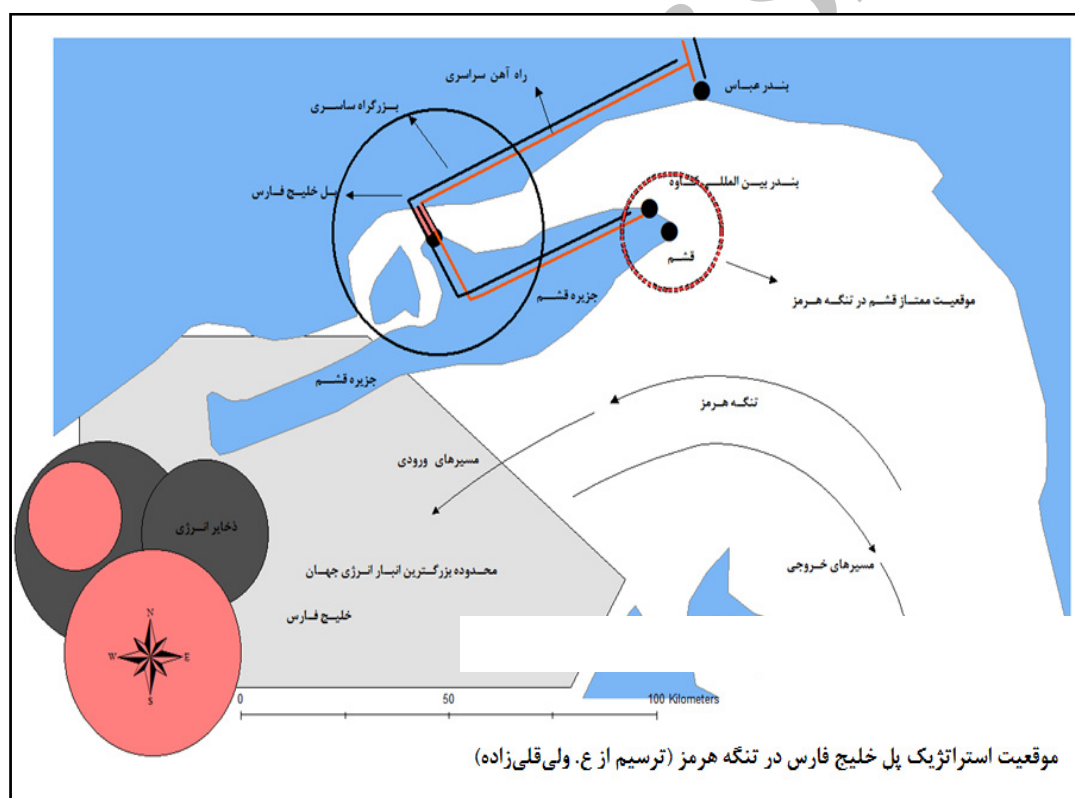 بندر عباس
راه آهن سراسری
بزرگراه ساسری
پل خلیج فارس
بندر بین المللی کاوه
قشم
جزیره قشم
موقعیت ممتاز قشم در تنگه هرمز
جزیره قشم
تنگه هرمز
مسیرهای ورودی
ذخایر انرژی
مسیرهای خروجی
محدوده بزرگترین انبار انرژی جهان
خلیج فارس
N
W E
S
0 50 100 Kilometers
موقعیت استراتژیک پل خلیج فارس در تنگه هرمز (ترسیم از ع. ولی‌قلی‌زاده)